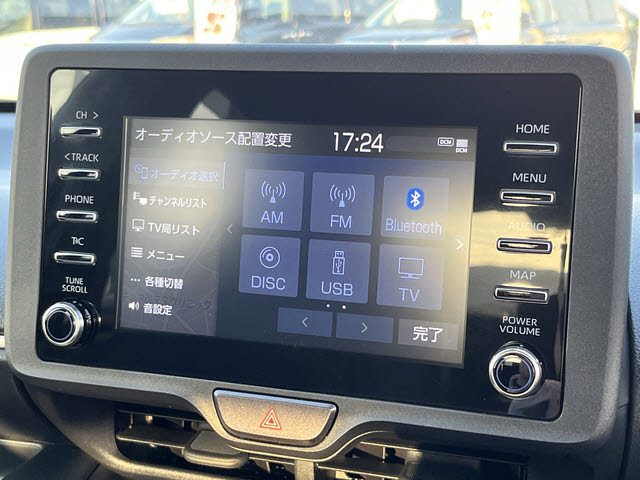 CH >
< TRACK
PHONE
T&C
TUNE
SCROLL
オーディオソース配置変更
17:24
DCM
DCM
オーディオ選択
チャンネルリスト
TV局リスト
メニュー
各種切替
音設定
AM
FM
Bluetooth
DISC
USB
TV
<
>
完了
HOME
MENU
AUDIO
MAP
POWER
VOLUME